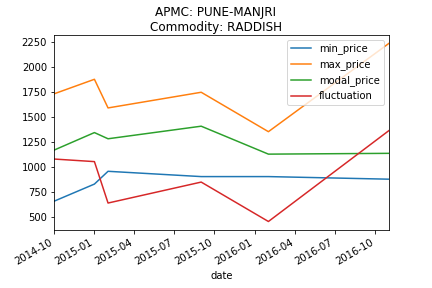 APMC: PUNE-MANJRI
Commodity: RADDISH
min_price
max_price
modal_price
fluctuation
2250
2000
1750
1500
1250
1000
750
500
2014-10
2015-01
2015-04
2015-07
2015-10
2016-01
2016-04
2016-07
2016-10
date